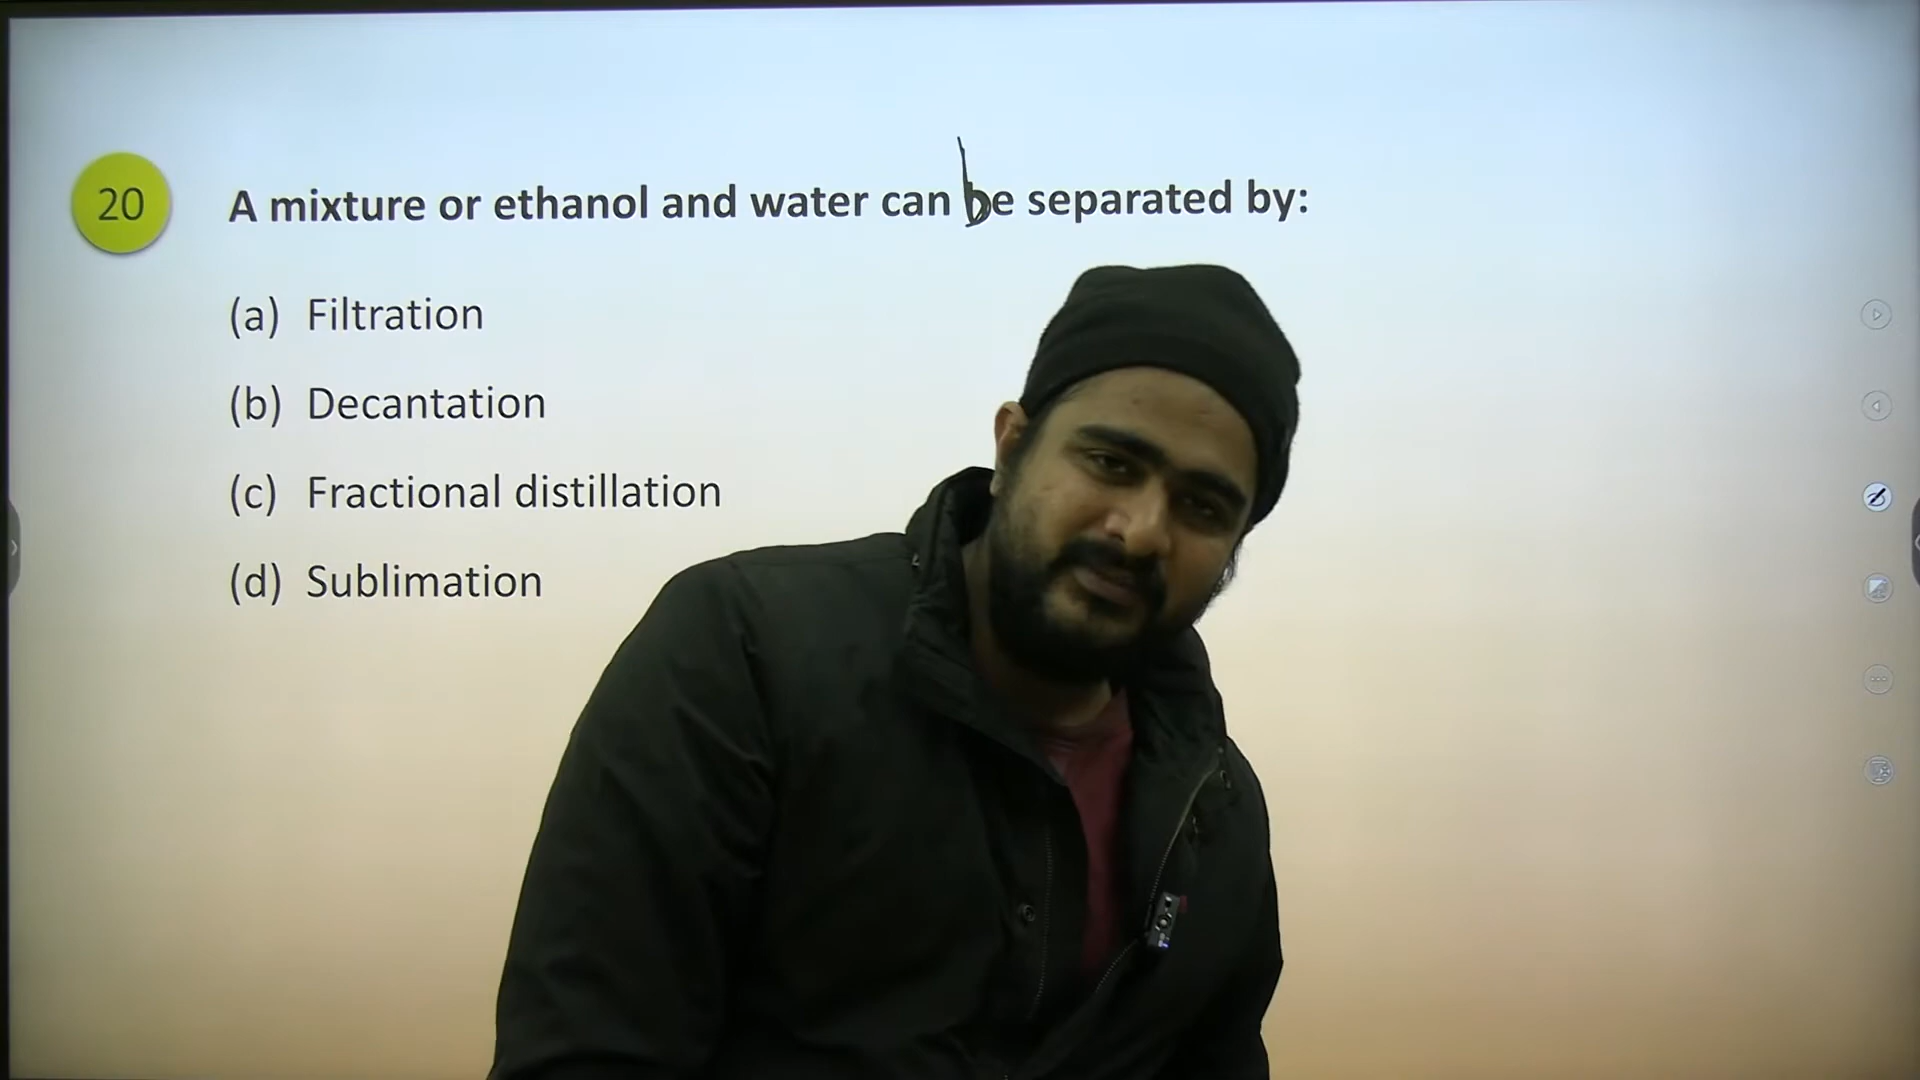 20 A mixture or ethanol and water can be separated by:
(a) Filtration
(b) Decantation
(c) Fractional distillation
(d) Sublimation